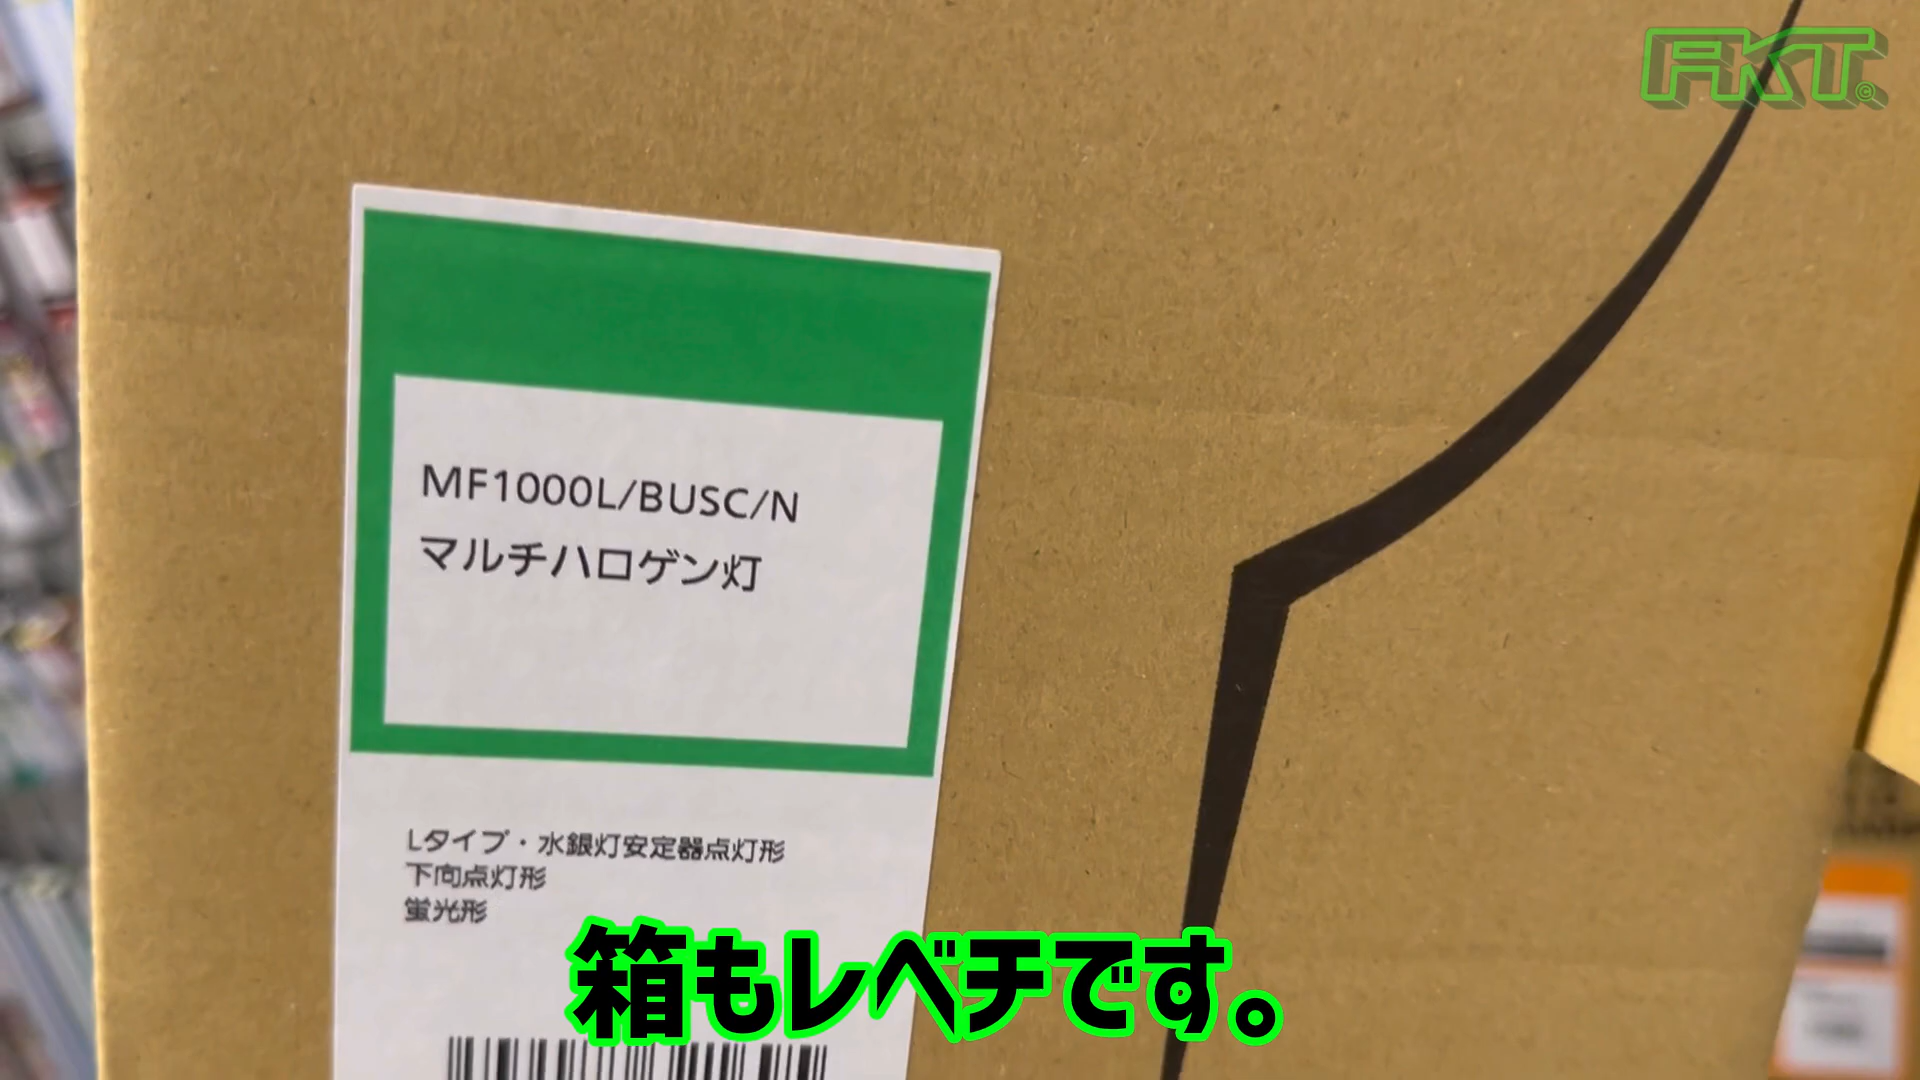 FKT.©
MF1000L/BUSC/N
マルチハロゲン灯
Lタイプ・水銀灯安定器点灯形
下向点灯形
蛍光形
箱もレベチです。